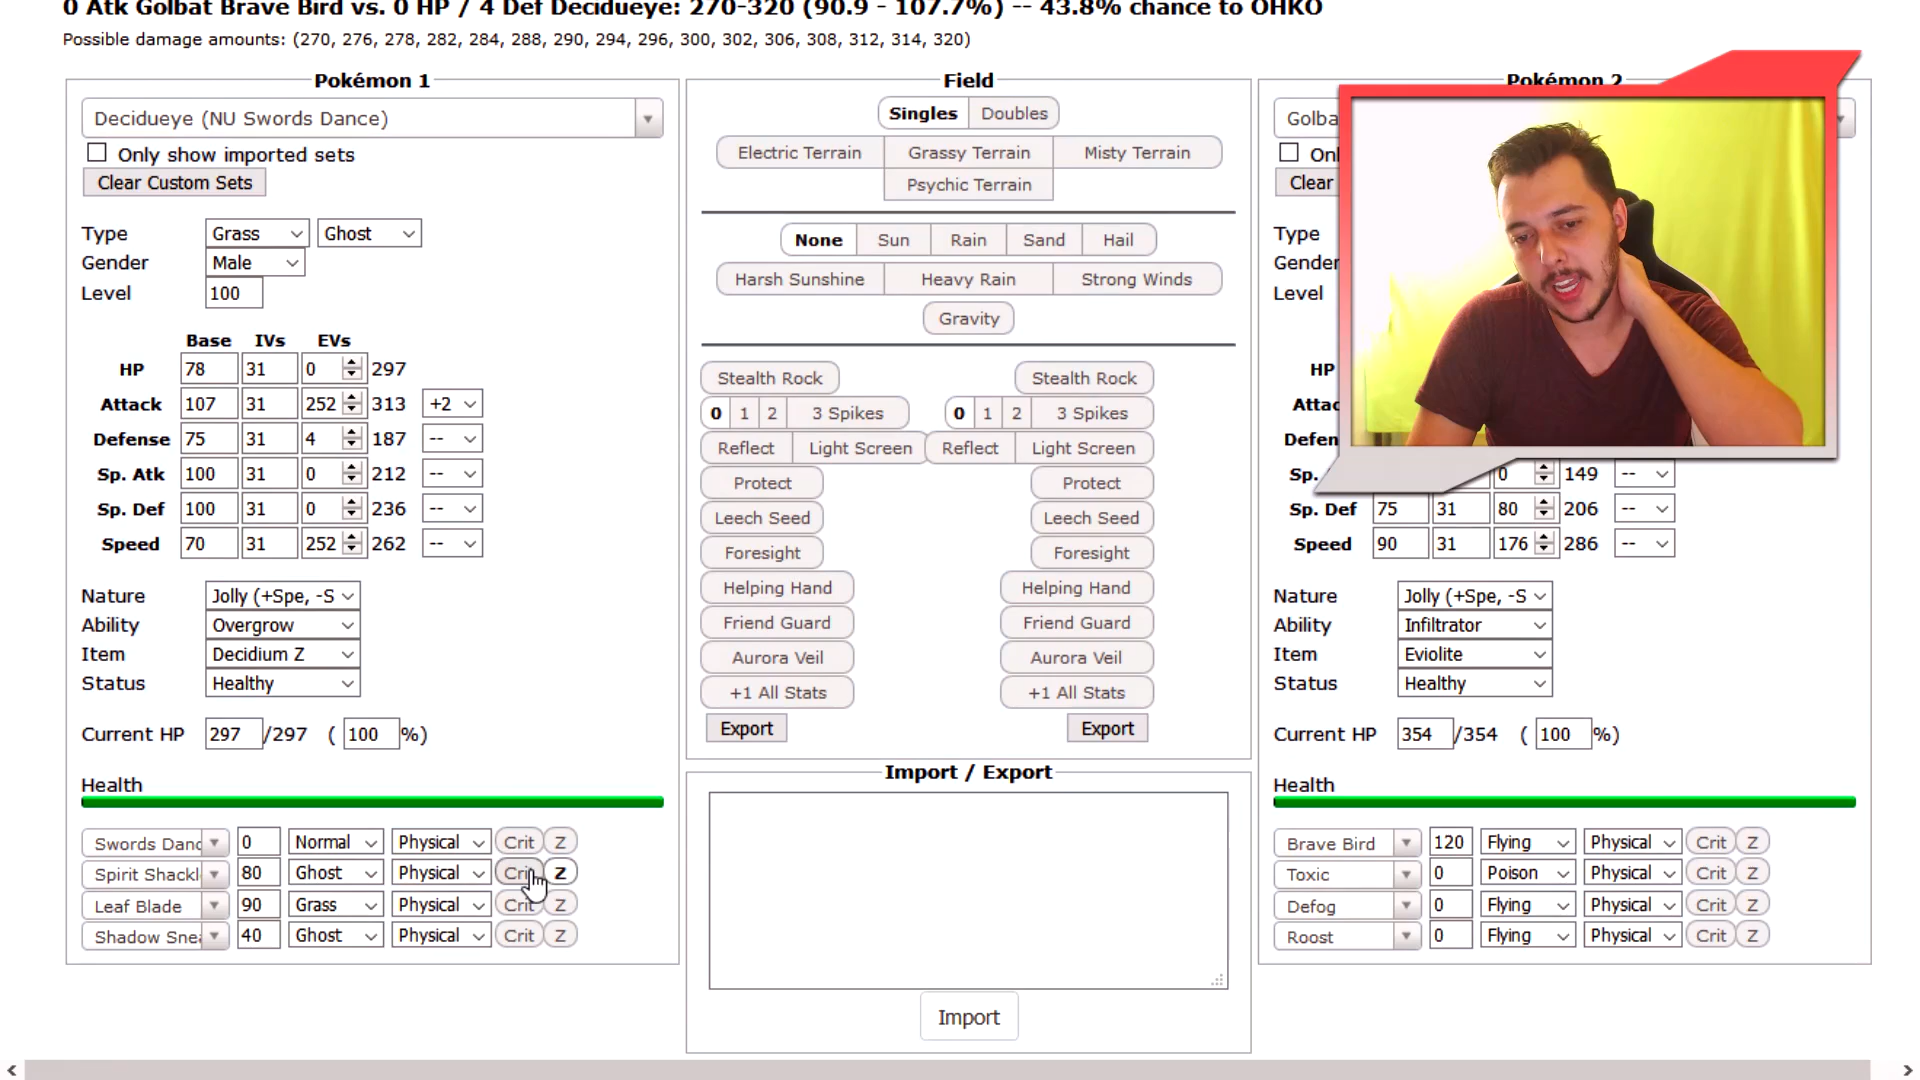 0 Atk Golbat Brave Bird vs. 0 HP / 4 Def Decidueye: 270-320 (90.9 - 107.7%) -- 43.8% chance to OHKO
Possible damage amounts: (270, 276, 278, 282, 284, 288, 290, 294, 296, 300, 302, 306, 308, 312, 314, 320)
Pokémon 1
Decidueye (NU Swords Dance)
Only show imported sets
Clear Custom Sets
Type Grass Ghost
Gender Male
Level 100
Base IVs EVs
HP 78 31 0 297
Attack 107 31 252 313 +2
Defense 75 31 4 187 --
Sp. Atk 100 31 0 212 --
Sp. Def 100 31 0 236 --
Speed 70 31 252 262 --
Nature Jolly (+Spe, -S
Ability Overgrow
Item Decidium Z
Status Healthy
Current HP 297 /297 ( 100 %)
Health
Swords Danc 0 Normal Physical Crit Z
Spirit Shackl 80 Ghost Physical Crit Z
Leaf Blade 90 Grass Physical Crit Z
Shadow Snea 40 Ghost Physical Crit Z
Field
Singles Doubles
Electric Terrain Grassy Terrain Misty Terrain
Psychic Terrain
None Sun Rain Sand Hail
Harsh Sunshine Heavy Rain Strong Winds
Gravity
Stealth Rock Stealth Rock
0 1 2 3 Spikes 0 1 2 3 Spikes
Reflect Light Screen Reflect Light Screen
Protect Protect
Leech Seed Leech Seed
Foresight Foresight
Helping Hand Helping Hand
Friend Guard Friend Guard
Aurora Veil Aurora Veil
+1 All Stats +1 All Stats
Export Export
Import / Export
Import
Pokémon 2
Golba
Onl
Clear
Type
Gender
Level
HP
Attac
Defen
Sp. 0 149 --
Sp. Def 75 31 80 206 --
Speed 90 31 176 286 --
Nature Jolly (+Spe, -S
Ability Infiltrator
Item Eviolite
Status Healthy
Current HP 354 /354 ( 100 %)
Health
Brave Bird 120 Flying Physical Crit Z
Toxic 0 Poison Physical Crit Z
Defog 0 Flying Physical Crit Z
Roost 0 Flying Physical Crit Z